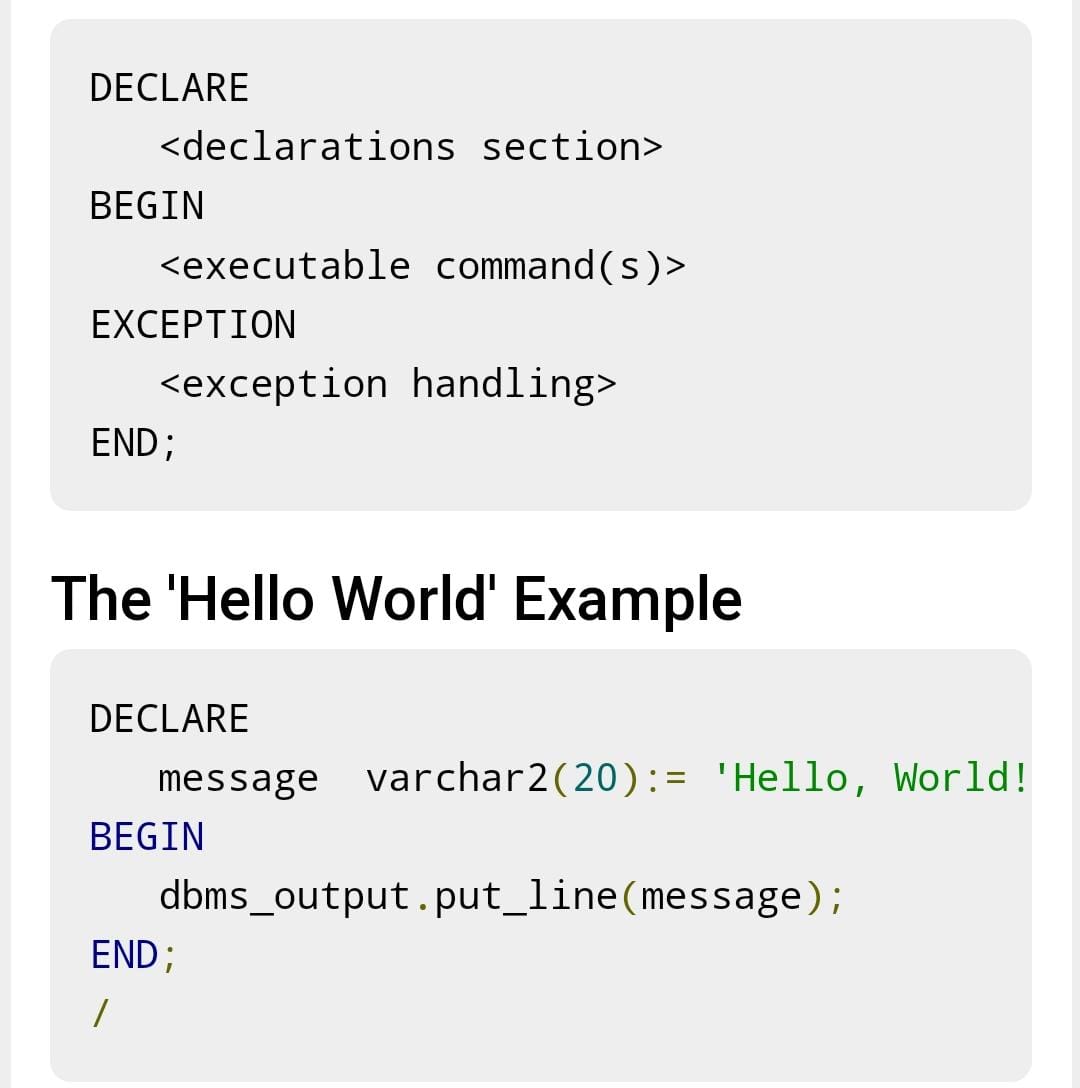 DECLARE
   <declarations section>
BEGIN
   <executable command(s)>
EXCEPTION
   <exception handling>
END;
The 'Hello World' Example
DECLARE
   message  varchar2(20):= 'Hello, World!
BEGIN
   dbms_output.put_line(message);
END;
/